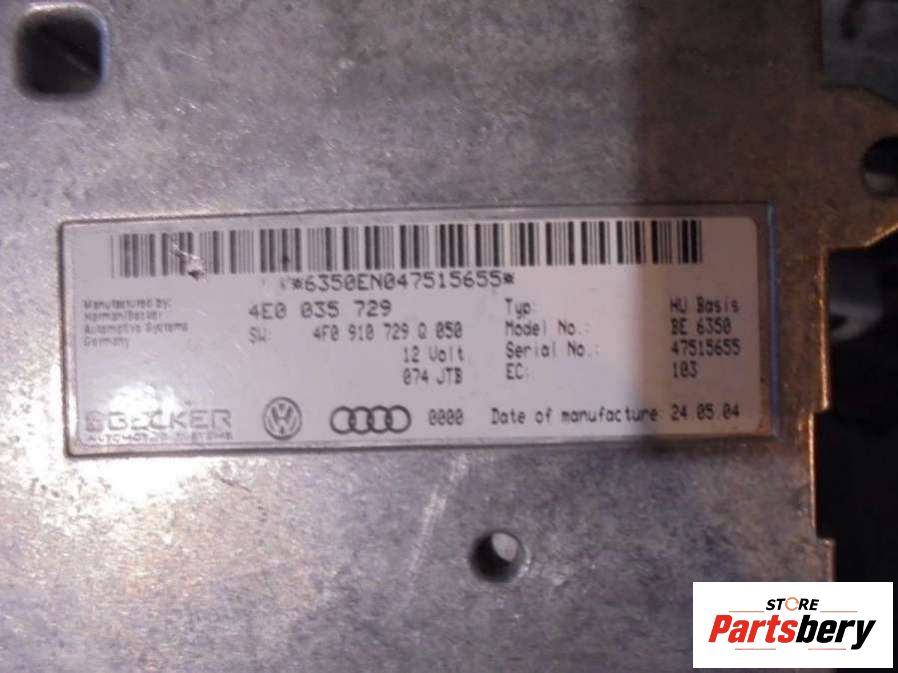 *6350EN047515655*
Manufactured by:
Harman/Becker
Automotive Systems
Germany
4E0 035 729
SW: 4F0 910 729 Q 050
12 Volt
074 JTB
Typ: HU Basis
Model No.: BE 6350
Serial No.: 47515655
EC: 103
BECKER
AUTOMOTIVE SYSTEMS
0000
Date of manufacture: 24.05.04
STORE
Partsbery